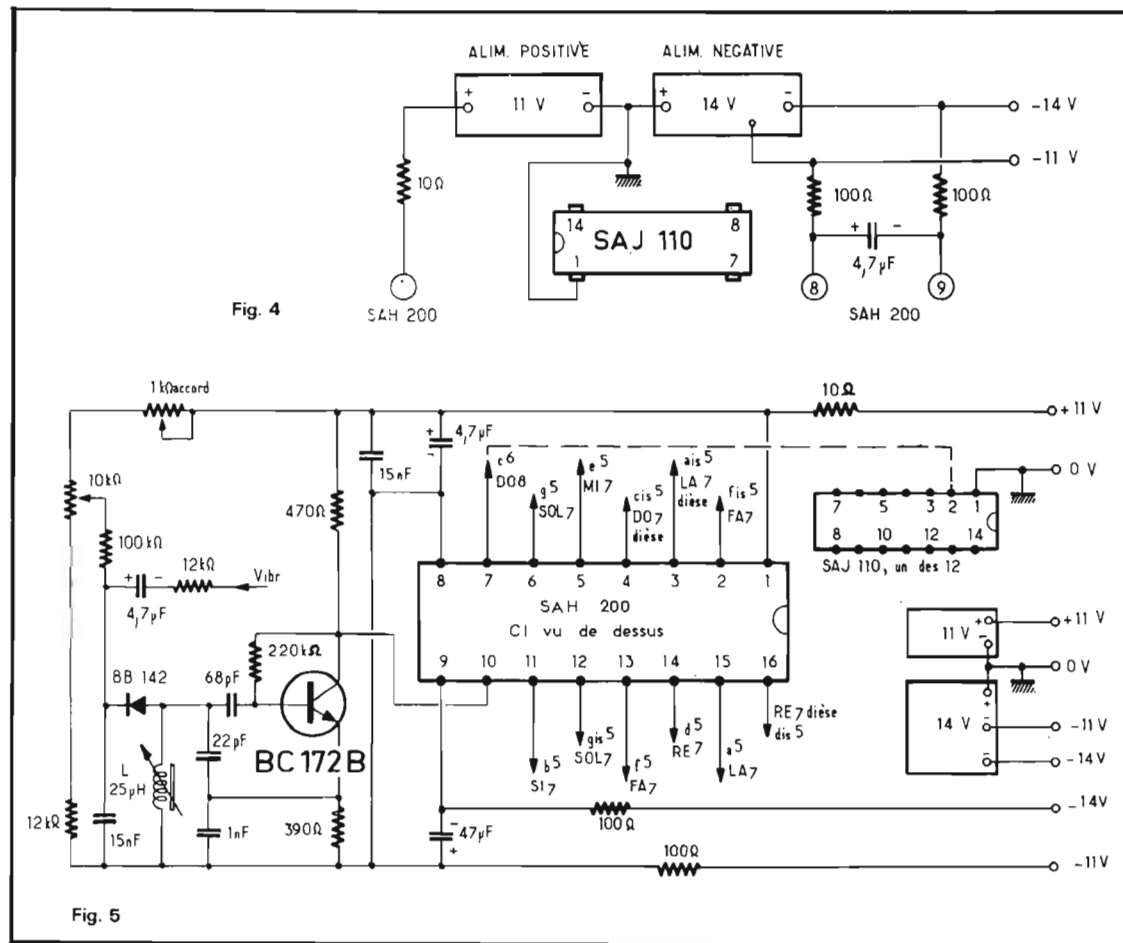 ALIM. POSITIVE
ALIM. NEGATIVE
+ 11 V -
+ 14 V -
-14 V
-11 V
10Ω
100Ω
100Ω
14
8
SAJ 110
1
7
+ -
4,7µF
8
9
Fig. 4
SAH 200
SAH 200
1kΩaccord
10Ω
+11 V
0 V
10kΩ
100kΩ
+ -
4,7µF
12kΩ
Vibr
470Ω
15nF
+
-
4,7µF
c6
DO8
g5
SOL7
e5
MI7
cis5
DO7
dièse
ais5
LA7
dièse
fis5
FA7
7 5 3 2 1
8 10 12 14
SAJ 110, un des 12
8 7 6 5 4 3 2 1
SAH 200
CI vu de dessus
9 10 11 12 13 14 15 16
220kΩ
8B 142
68pF
22pF
BC172B
L
25µH
12kΩ
15nF
1nF
390Ω
b5
SI7
gis5
SOL7
f5
FA7
d5
RE7
a5
LA7
RE7 dièse
dis5
-
47µF
+
100Ω
100Ω
11 V
+
-
+11 V
0V
14 V
+
-
-
-11 V
-14V
-14V
-11V
Fig. 5